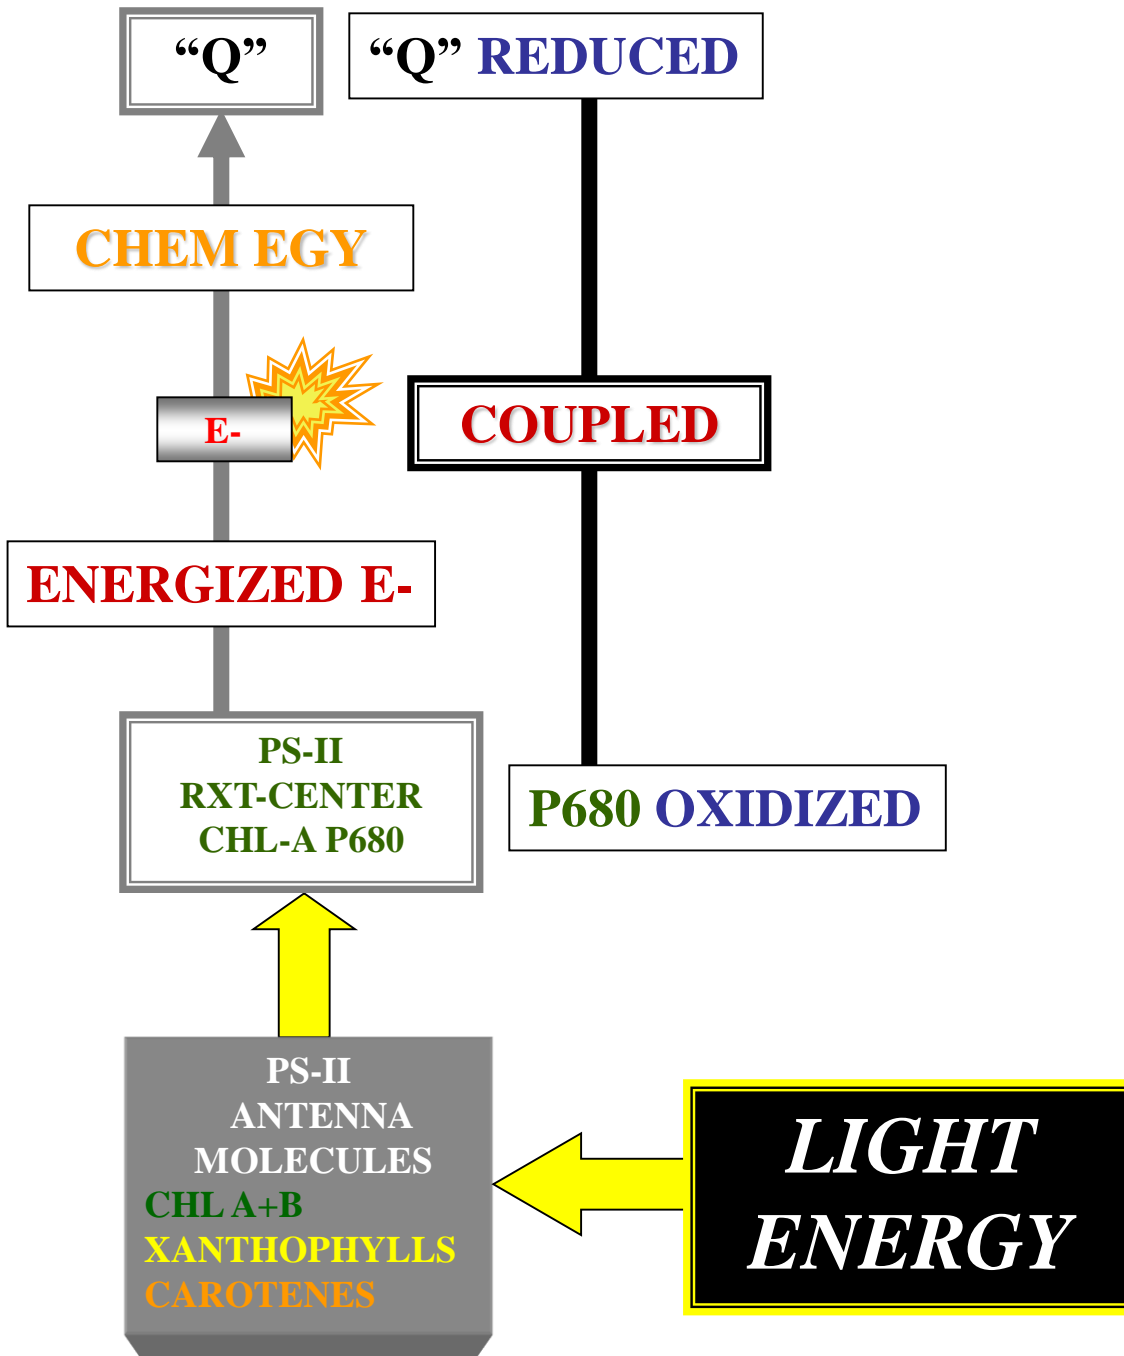 “Q”
“Q” REDUCED
CHEM EGY
E-
COUPLED
ENERGIZED E-
PS-II
RXT-CENTER
CHL-A P680
P680 OXIDIZED
PS-II
ANTENNA
MOLECULES
CHL A+B
XANTHOPHYLLS
CAROTENES
LIGHT
ENERGY